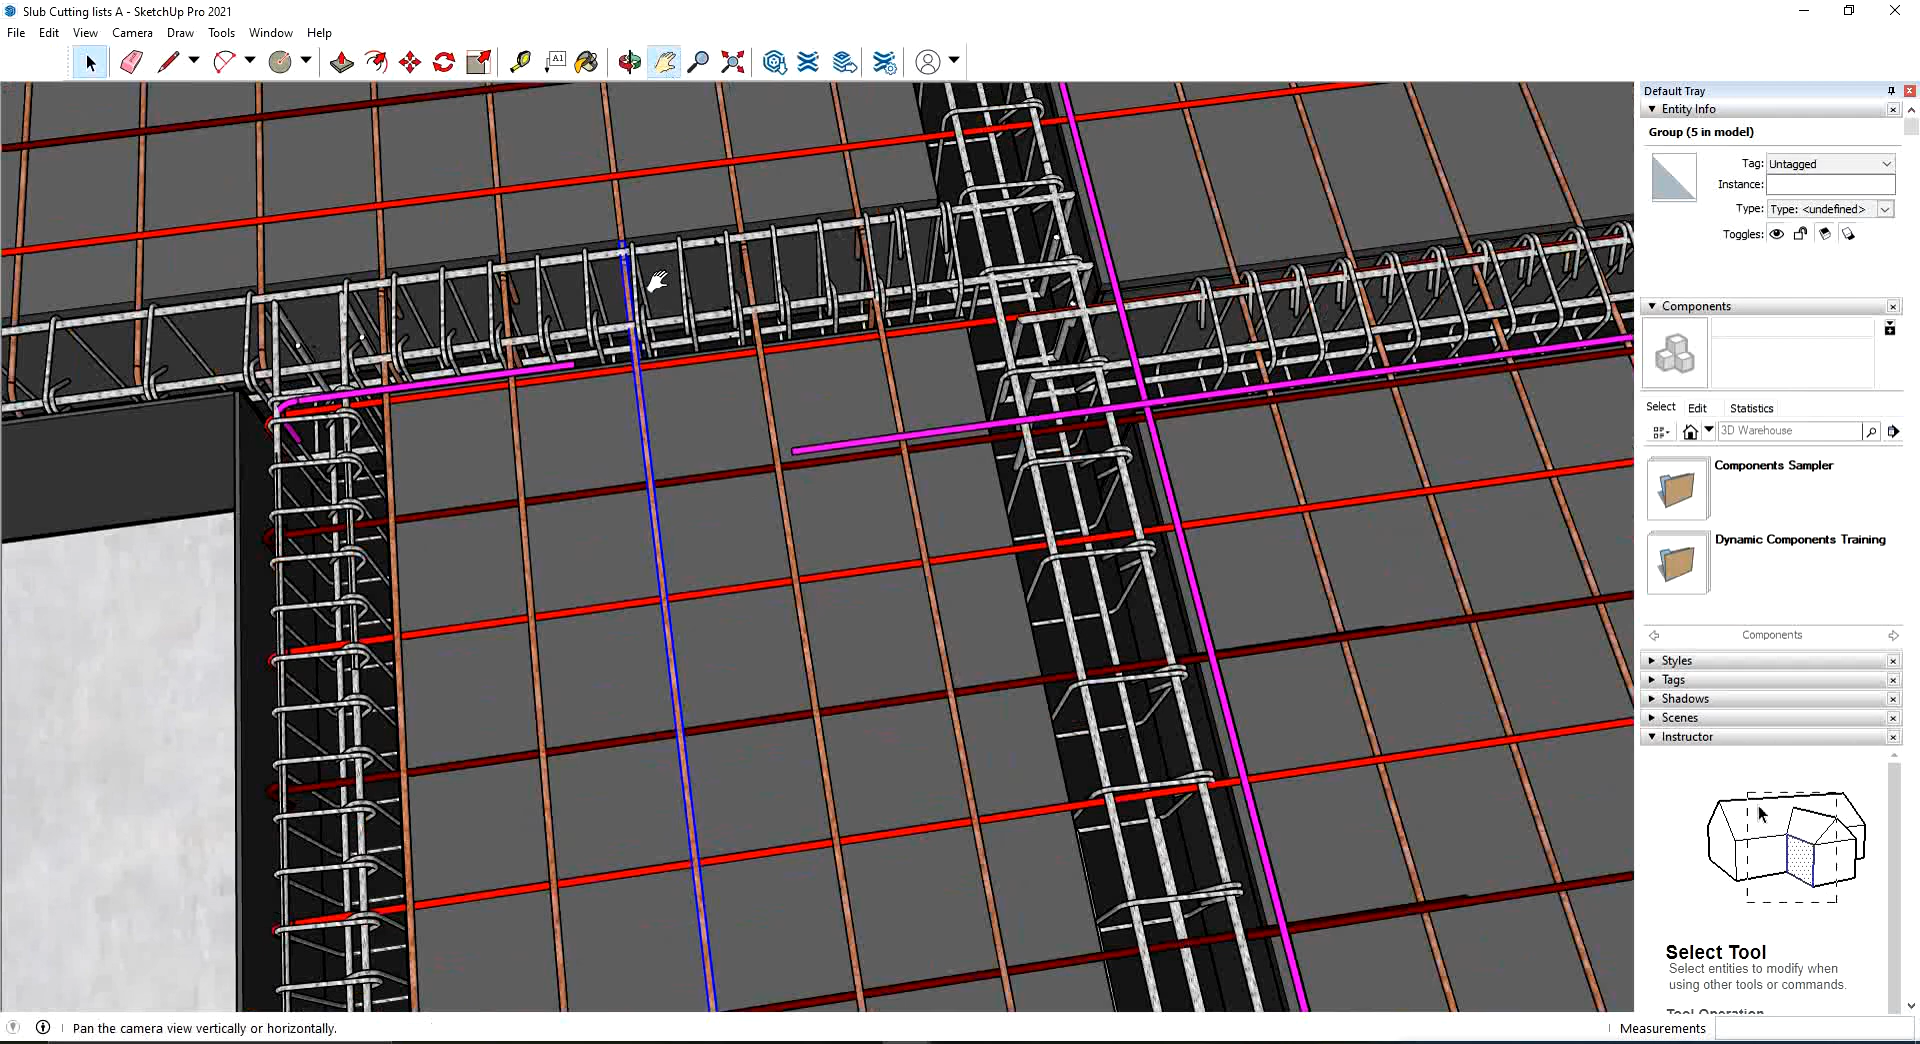 Slub Cutting lists A - SketchUp Pro 2021
File Edit View Camera Draw Tools Window Help
A1
Default Tray
Entity Info
Group (5 in model)
Tag: Untagged
Instance:
Type: Type: <undefined>
Toggles:
Components
Select Edit Statistics
3D Warehouse
Components Sampler
Dynamic Components Training
Components
Styles
Tags
Shadows
Scenes
Instructor
Select Tool
Select entities to modify when
using other tools or commands.
Tool Operation
Pan the camera view vertically or horizontally.
Measurements